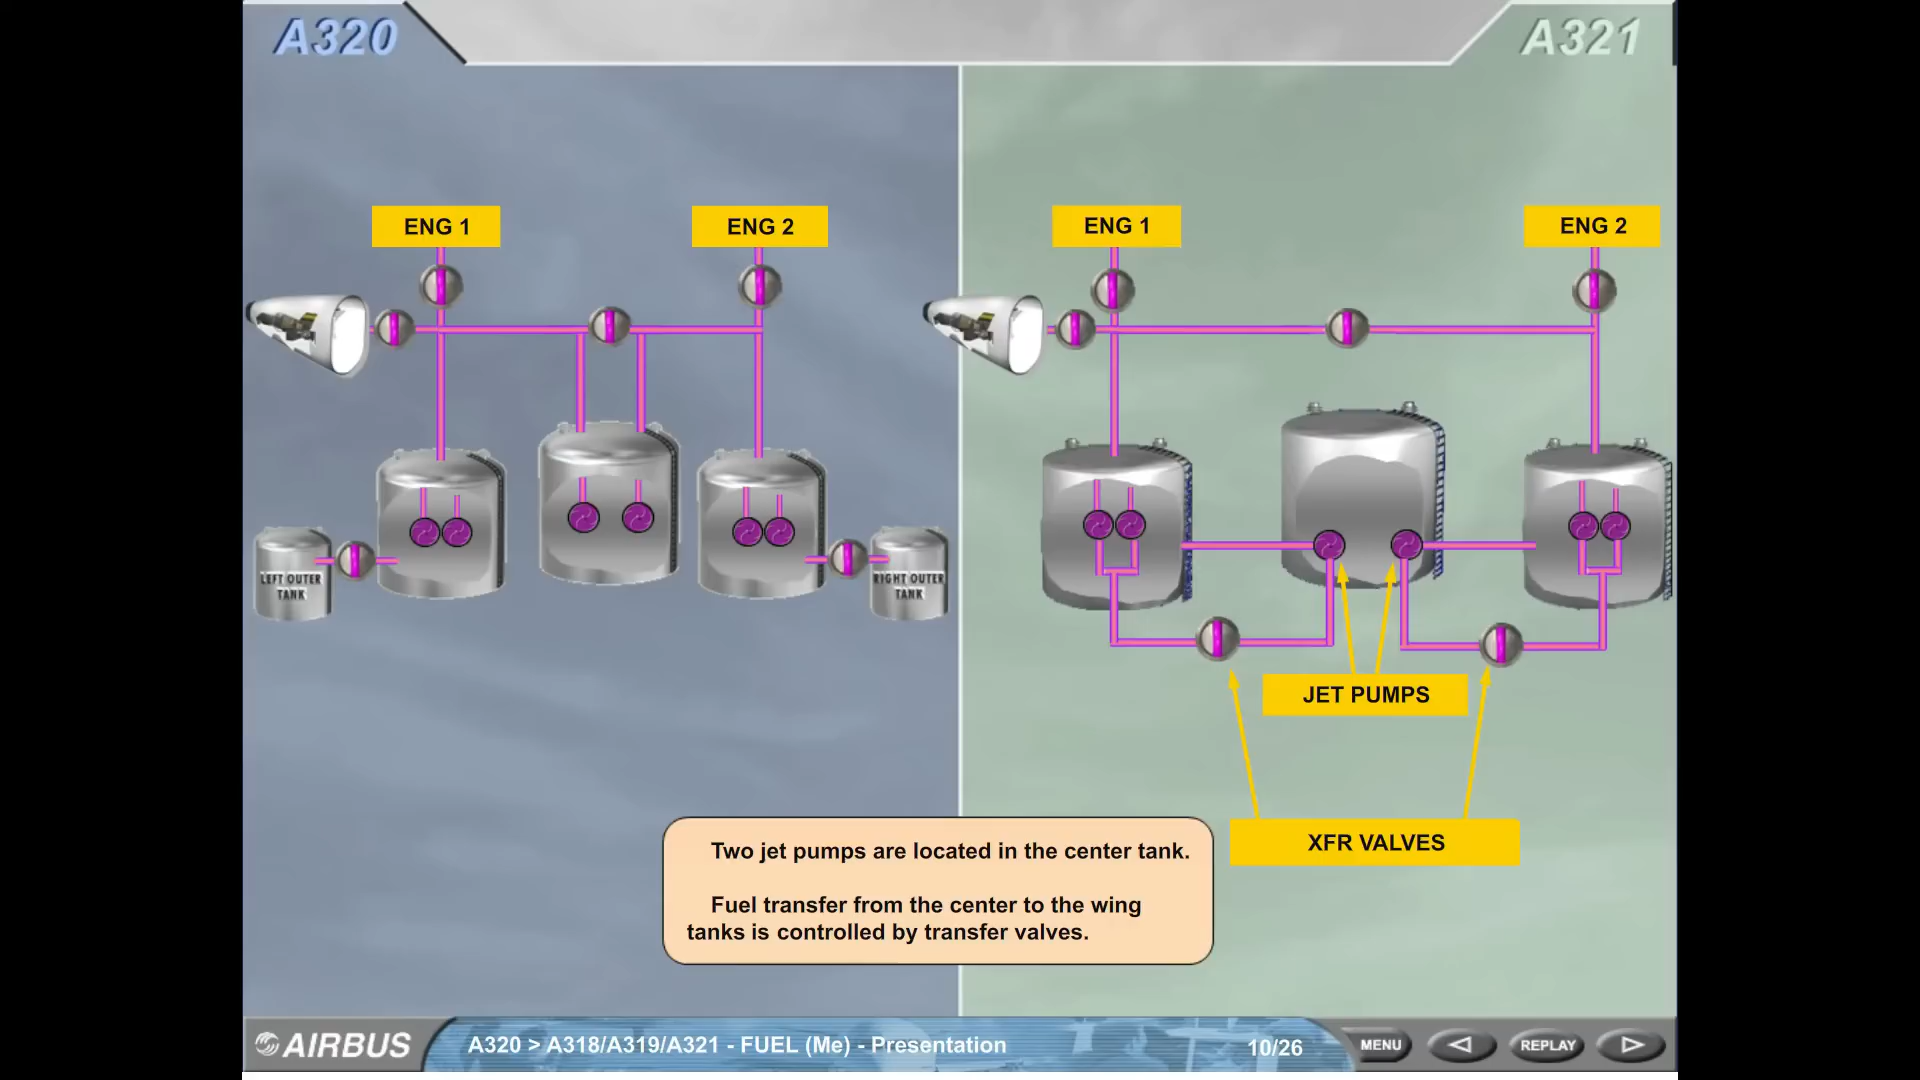 A320
A321
ENG 1
ENG 2
ENG 1
ENG 2
LEFT OUTER
TANK
RIGHT OUTER
TANK
JET PUMPS
XFR VALVES
Two jet pumps are located in the center tank.
Fuel transfer from the center to the wing
tanks is controlled by transfer valves.
AIRBUS
A320 > A318/A319/A321 - FUEL (Me) - Presentation
10/26
MENU
REPLAY